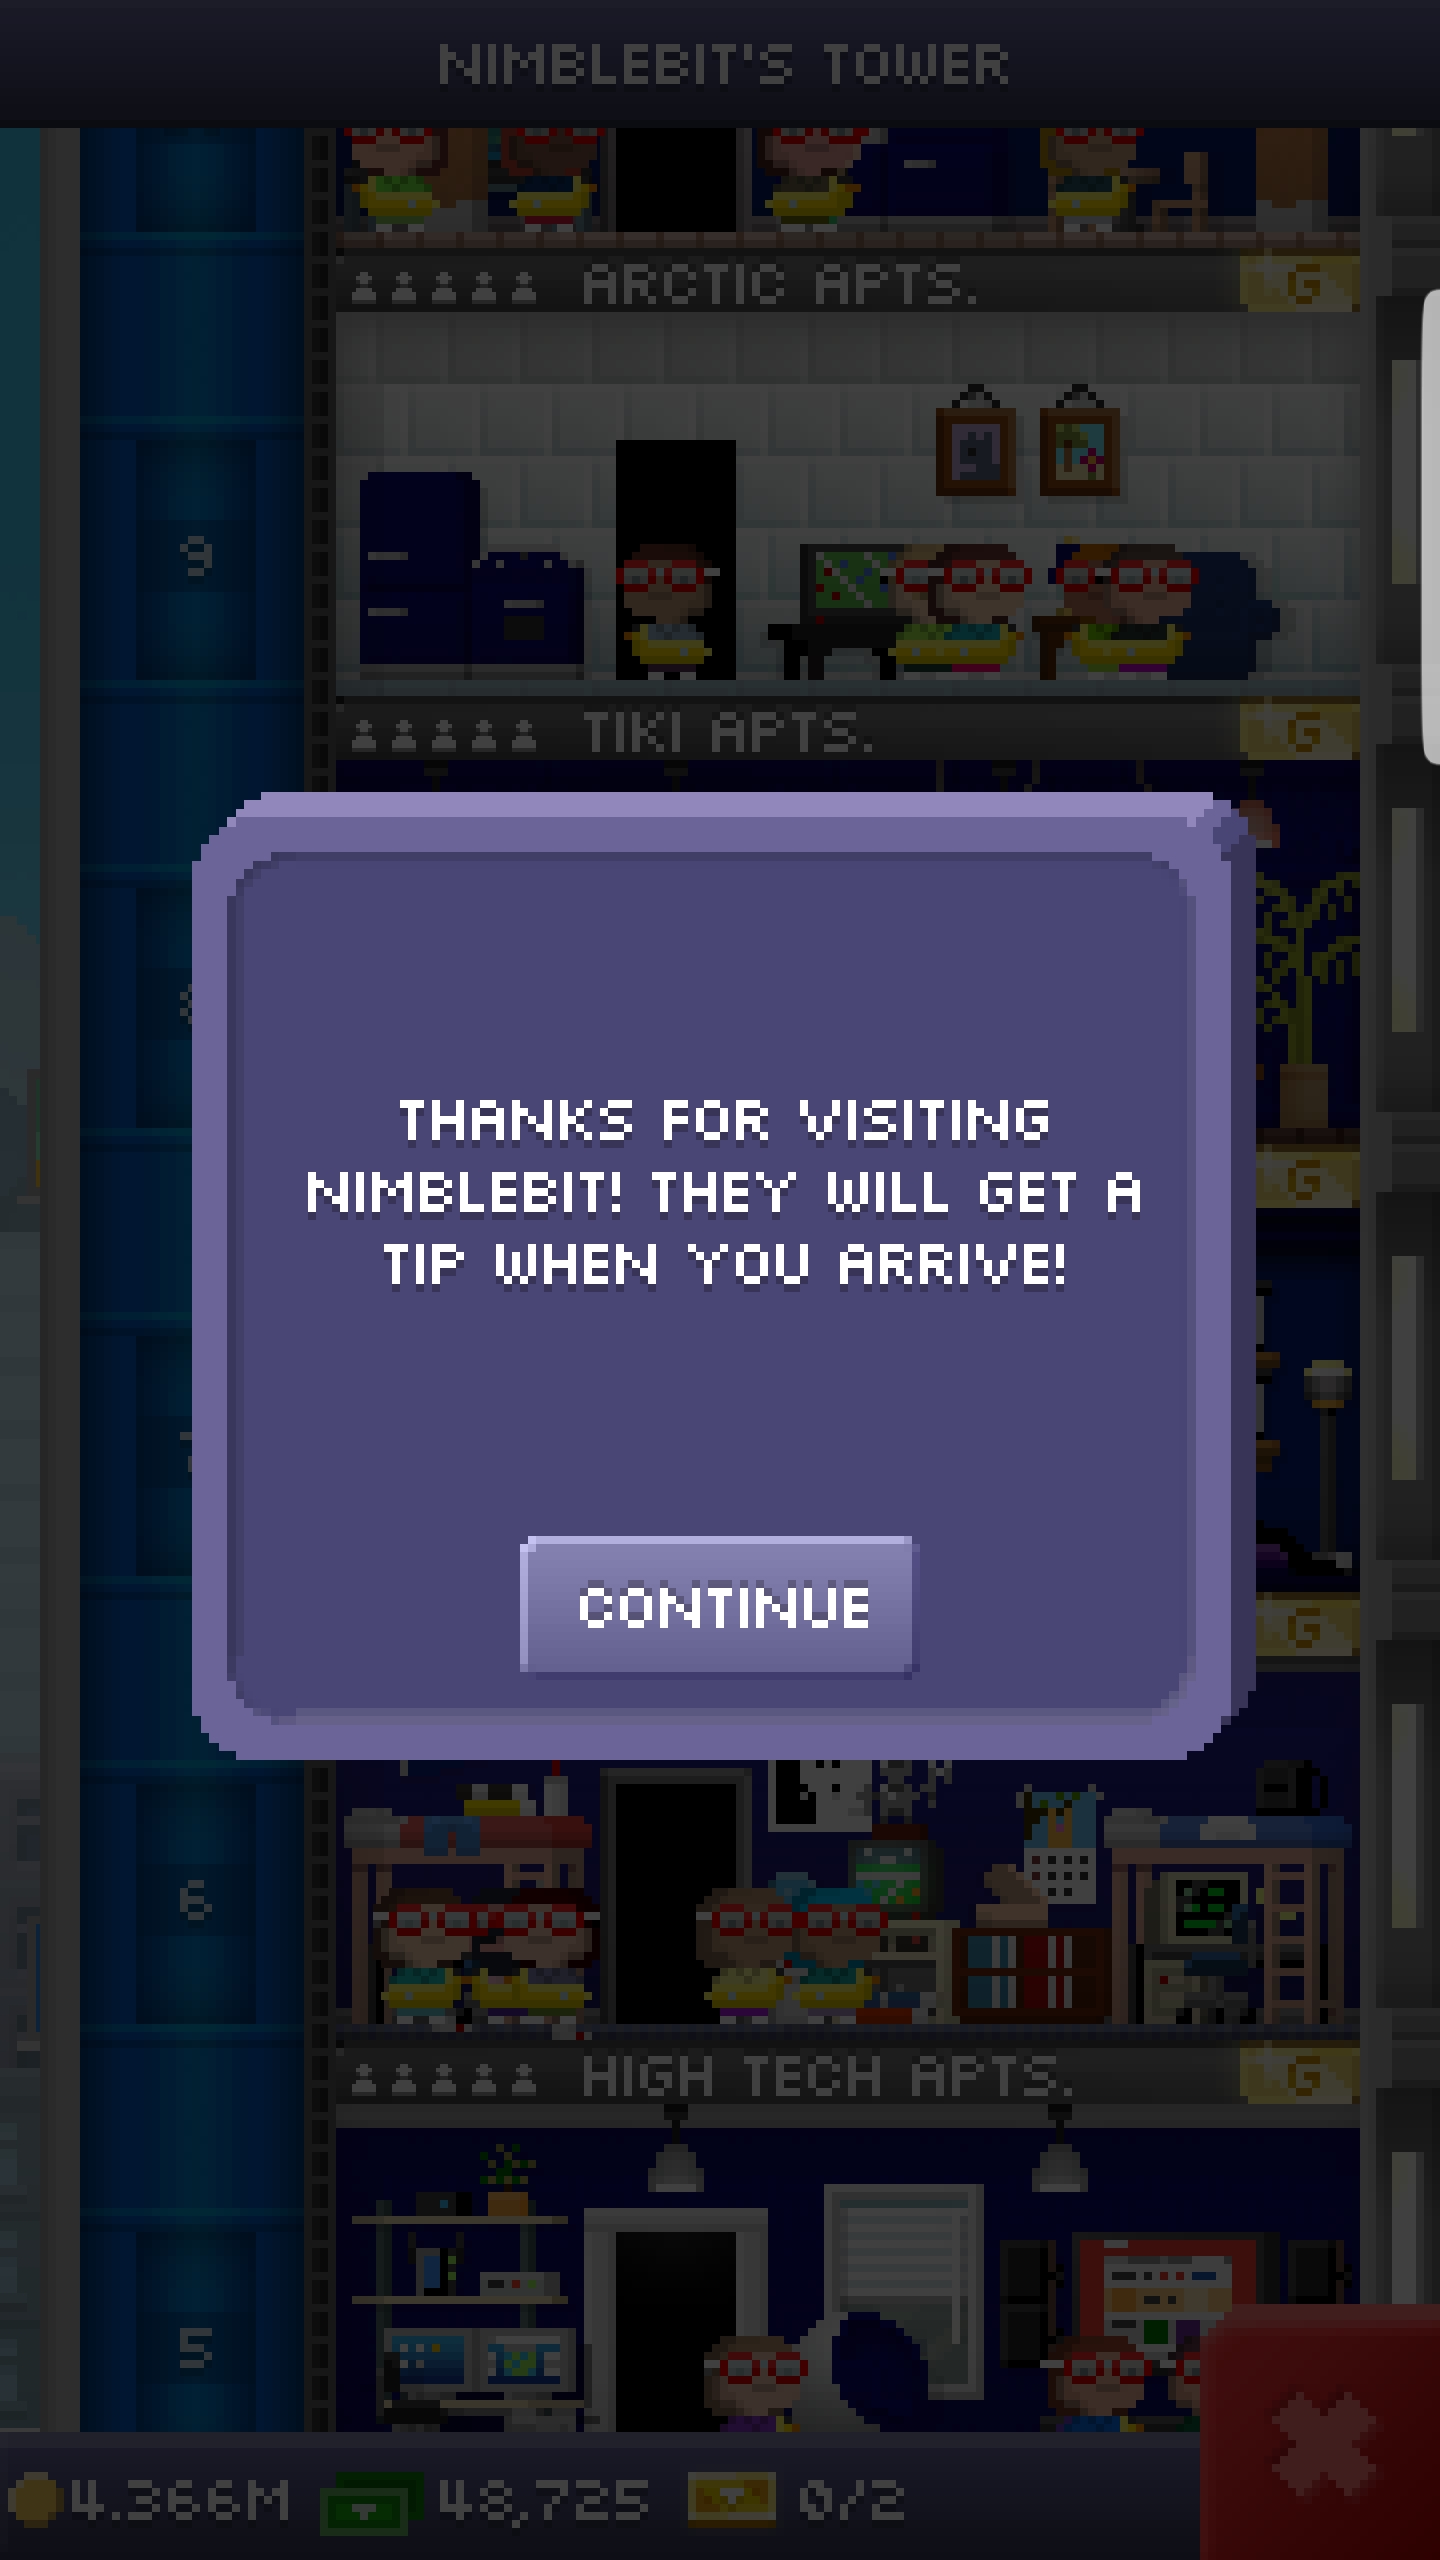 NIMBLEBIT'S TOWER
ARCTIC APTS.
G
9
TIKI APTS.
G
THANKS FOR VISITING
NIMBLEBIT! THEY WILL GET A
TIP WHEN YOU ARRIVE!
G
CONTINUE
G
6
HIGH TECH APTS.
G
5
4.366M
48,725
0/2